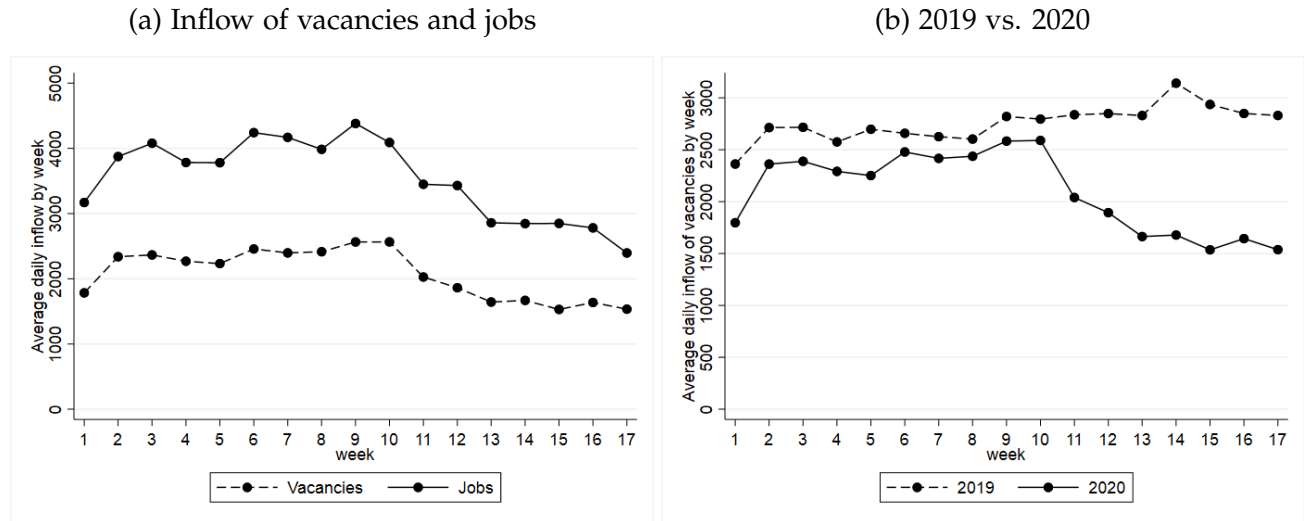 (a) Inflow of vacancies and jobs
Average daily inflow by week
5000
4000
3000
2000
1000
0
1 2 3 4 5 6 7 8 9 10 11 12 13 14 15 16 17
week
Vacancies Jobs
(b) 2019 vs. 2020
Average daily inflow of vacancies by week
3000
2500
2000
1500
1000
500
0
1 2 3 4 5 6 7 8 9 10 11 12 13 14 15 16 17
week
2019 2020